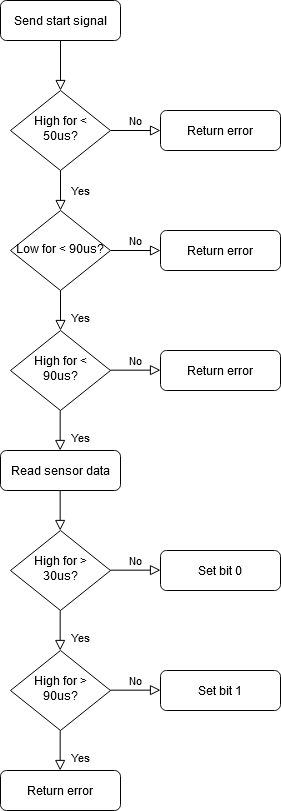 Send start signal
High for <
50us?
No
Return error
Yes
Low for < 90us?
No
Return error
Yes
High for <
90us?
No
Return error
Yes
Read sensor data
High for >
30us?
No
Set bit 0
Yes
High for >
90us?
No
Set bit 1
Yes
Return error